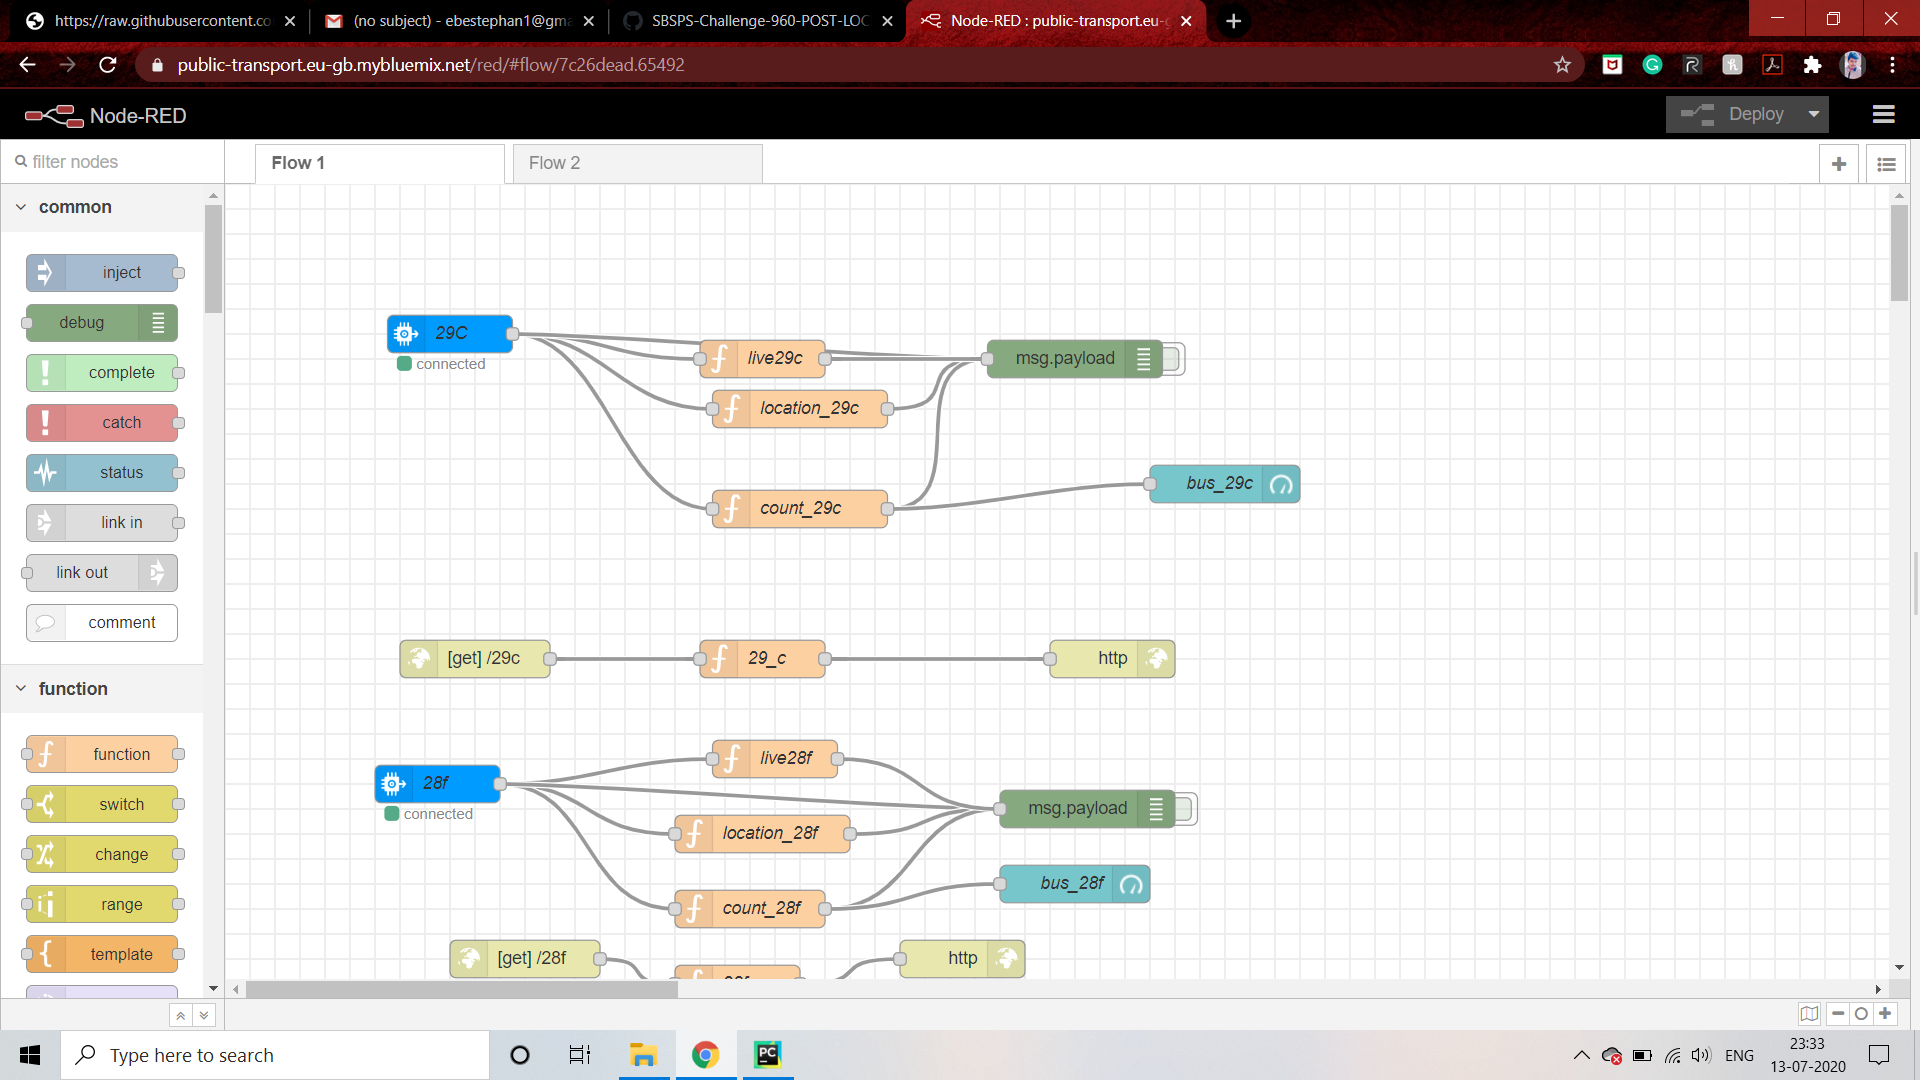 https://raw.githubusercontent.co
(no subject) - ebestephan1@gma
SBSPS-Challenge-960-POST-LOC
Node-RED : public-transport.eu-g
public-transport.eu-gb.mybluemix.net/red/#flow/7c26dead.65492
Node-RED
Deploy
filter nodes
Flow 1
Flow 2
common
inject
debug
complete
catch
status
link in
link out
comment
function
function
switch
change
range
template
29C
connected
live29c
msg.payload
location_29c
bus_29c
count_29c
[get] /29c
29_c
http
live28f
28f
connected
msg.payload
location_28f
bus_28f
count_28f
[get] /28f
http
Type here to search
PC
ENG
23:33
13-07-2020